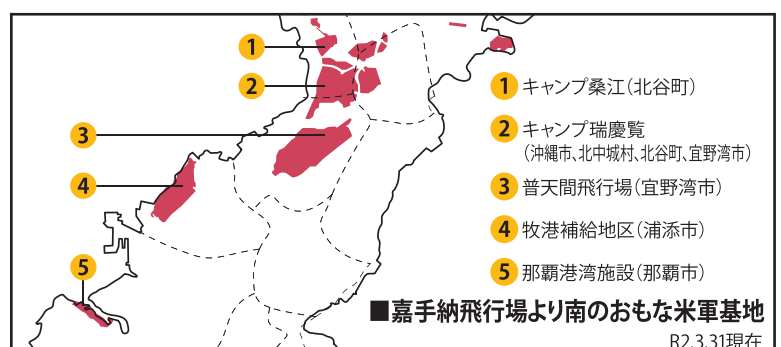 1
2
3
4
5
1 キャンプ桑江(北谷町)
2 キャンプ瑞慶覧
(沖縄市、北中城村、北谷町、宜野湾市)
3 普天間飛行場(宜野湾市)
4 牧港補給地区(浦添市)
5 那覇港湾施設(那覇市)
■嘉手納飛行場より南のおもな米軍基地
R2.3.31現在